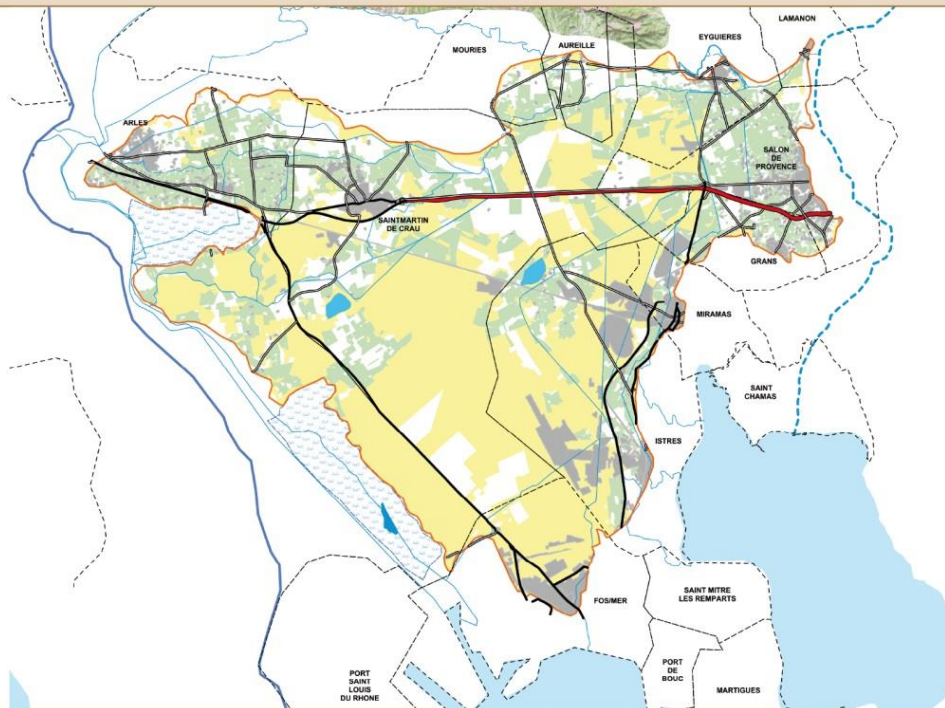 LAMANON
EYGUIERES
AUREILLE
MOURIES
ARLES
SALON
DE
PROVENCE
SAINTMARTIN
DE CRAU
GRANS
MIRAMAS
SAINT
CHAMAS
ISTRES
FOS/MER
SAINT MITRE
LES REMPARTS
PORT
SAINT
LOUIS
DU RHONE
PORT
DE
BOUC
MARTIGUES